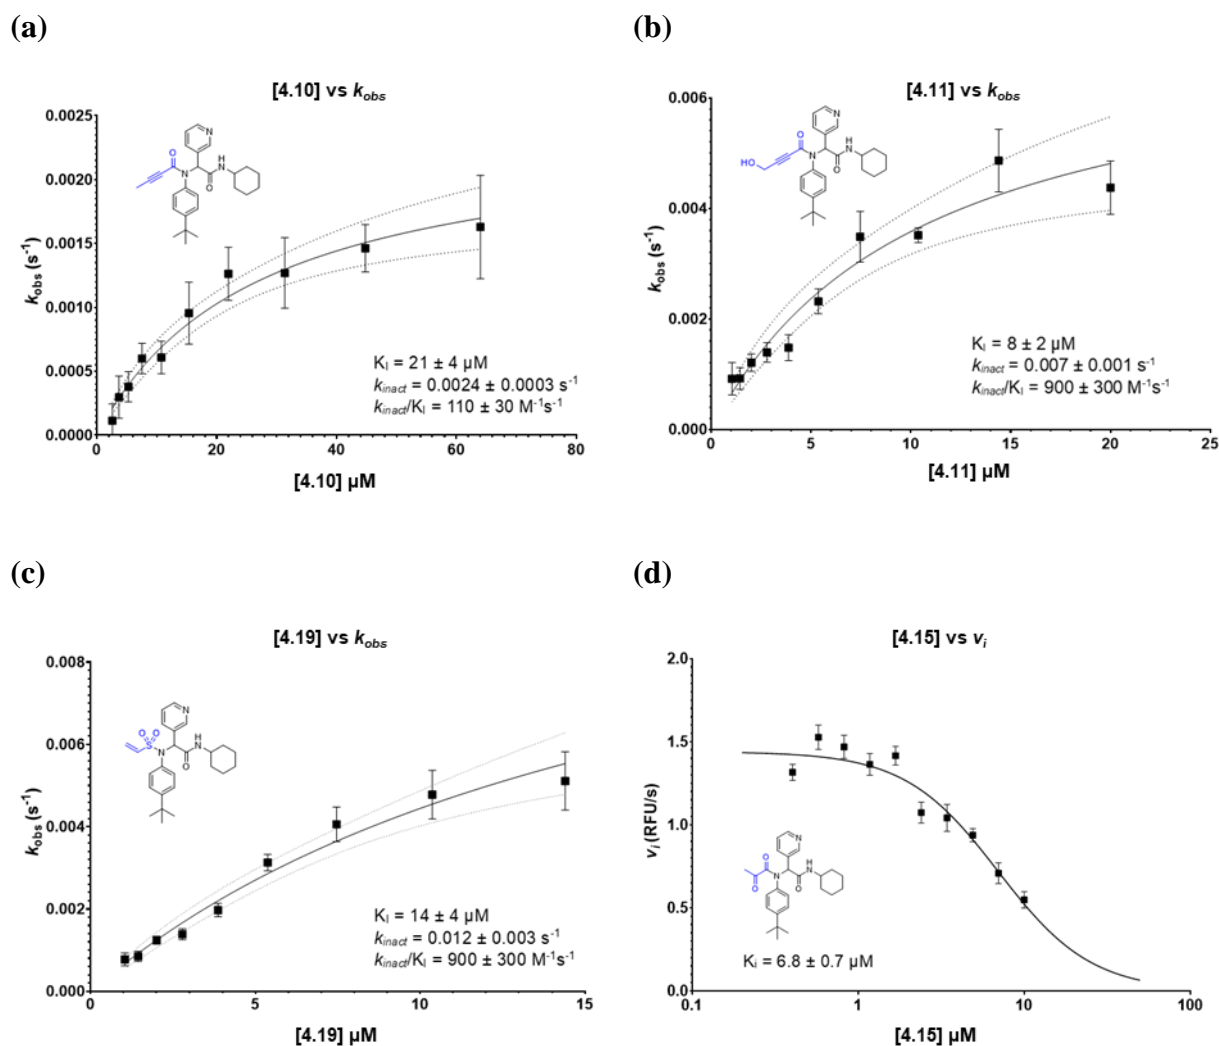 (a)
[4.10] vs kobs
0.0025
0.0020
0.0015
0.0010
0.0005
0.0000
kobs (s-1)
O
N
N
H
N
O
KI = 21 ± 4 µM
kinact = 0.0024 ± 0.0003 s-1
kinact/KI = 110 ± 30 M-1s-1
0 20 40 60 80
[4.10] µM
(b)
[4.11] vs kobs
0.006
0.004
0.002
0.000
kobs (s-1)
HO
O
N
N
H
N
O
KI = 8 ± 2 µM
kinact = 0.007 ± 0.001 s-1
kinact/KI = 900 ± 300 M-1s-1
0 5 10 15 20 25
[4.11] µM
(c)
[4.19] vs kobs
0.008
0.006
0.004
0.002
0.000
kobs (s-1)
O O
S
N
N
H
N
O
KI = 14 ± 4 µM
kinact = 0.012 ± 0.003 s-1
kinact/KI = 900 ± 300 M-1s-1
0 5 10 15
[4.19] µM
(d)
[4.15] vs vi
2.0
1.5
1.0
0.5
0.0
vi (RFU/s)
O
O
N
N
H
N
O
Ki = 6.8 ± 0.7 µM
0.1 1 10 100
[4.15] µM